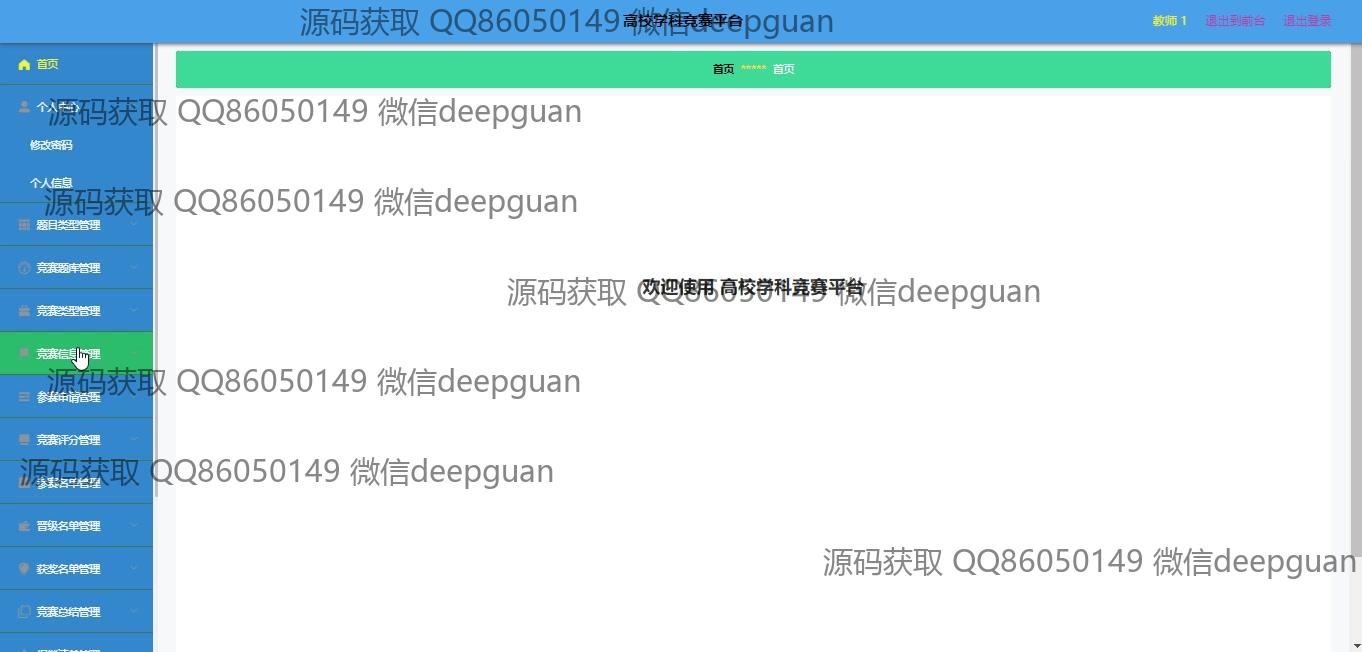 源码获取 QQ86050149 微信deepguan
高校学科竞赛平台
教师 1 退出到前台 退出登录
首页
首页 ***** 首页
个人中心
源码获取 QQ86050149 微信deepguan
修改密码
个人信息
源码获取 QQ86050149 微信deepguan
题目类型管理
竞赛题库管理
欢迎使用 高校学科竞赛平台
源码获取 QQ86050149 微信deepguan
竞赛类型管理
竞赛信息管理
源码获取 QQ86050149 微信deepguan
参赛申请管理
竞赛评分管理
源码获取 QQ86050149 微信deepguan
参赛名单管理
晋级名单管理
源码获取 QQ86050149 微信deepguan
获奖名单管理
竞赛总结管理